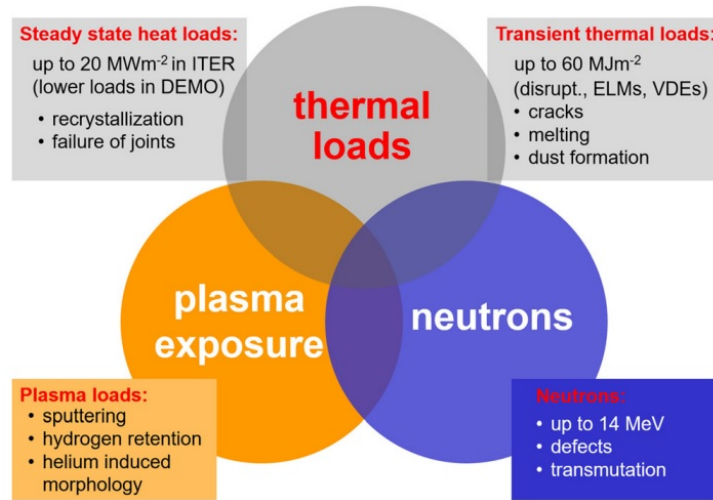 Steady state heat loads:
up to 20 MWm⁻² in ITER
(lower loads in DEMO)
• recrystallization
• failure of joints
Transient thermal loads:
up to 60 MJm⁻²
(disrupt., ELMs, VDEs)
• cracks
• melting
• dust formation
thermal
loads
plasma
exposure
neutrons
Plasma loads:
• sputtering
• hydrogen retention
• helium induced
morphology
Neutrons:
• up to 14 MeV
• defects
• transmutation